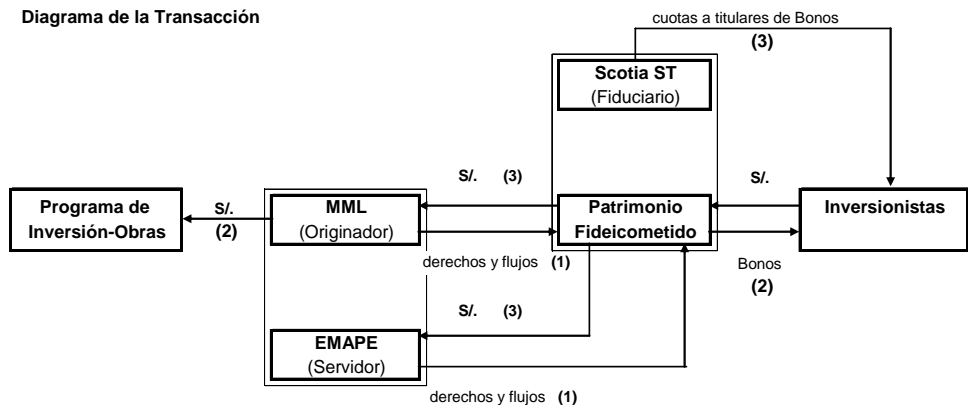 Diagrama de la Transacción
cuotas a titulares de Bonos
(3)
Scotia ST
(Fiduciario)
S/. (3)
S/.
Programa de
Inversión-Obras
S/.
(2)
MML
(Originador)
Patrimonio
Fideicometido
Inversionistas
derechos y flujos (1)
Bonos
(2)
S/. (3)
EMAPE
(Servidor)
derechos y flujos (1)